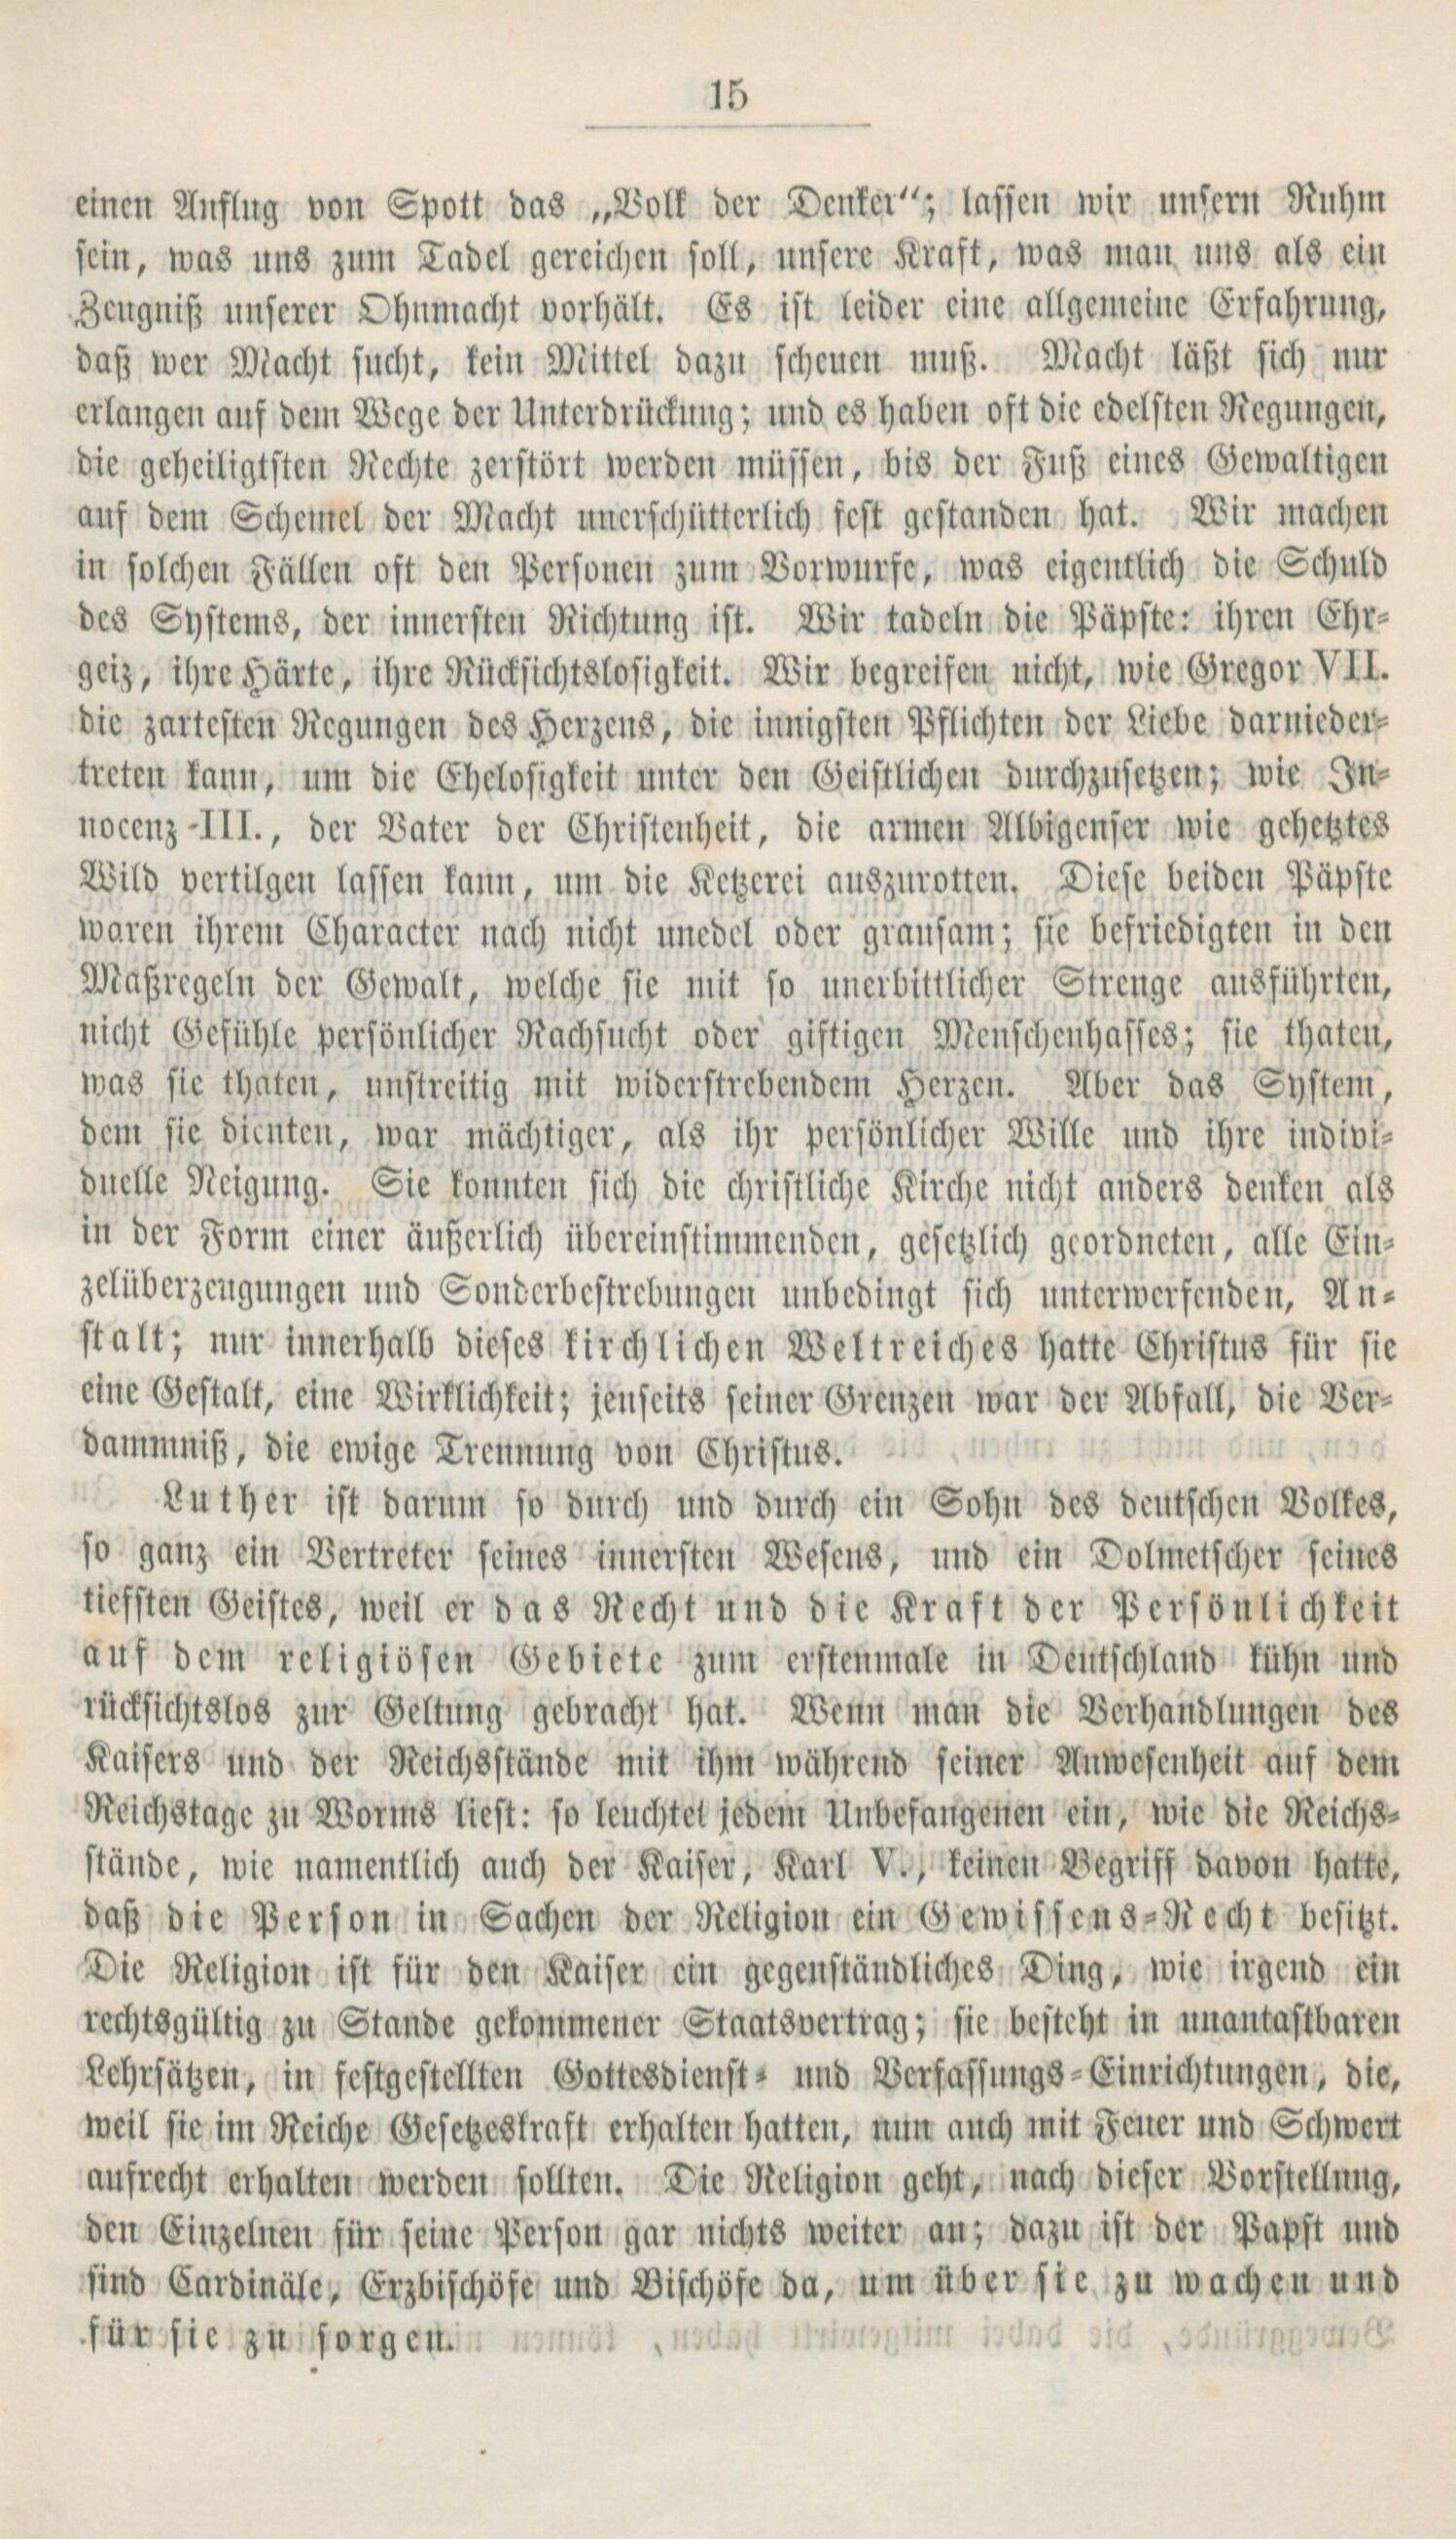 15
einen Anflug von Spott das „Volk der Denker“; lassen wir unsern Ruhm
sein, was uns zum Tadel gereichen soll, unsere Kraft, was man uns als ein
Zeugniß unserer Ohnmacht vorhält. Es ist leider eine allgemeine Erfahrung,
daß wer Macht sucht, kein Mittel dazu scheuen muß. Macht läßt sich nur
erlangen auf dem Wege der Unterdrückung; und es haben oft die edelsten Regungen,
die geheiligtsten Rechte zerstört werden müssen, bis der Fuß eines Gewaltigen
auf dem Schemel der Macht unerschütterlich fest gestanden hat. Wir machen
in solchen Fällen oft den Personen zum Vorwurfe, was eigentlich die Schuld
des Systems, der innersten Richtung ist. Wir tadeln die Päpste: ihren Ehr-
geiz, ihre Härte, ihre Rücksichtslosigkeit. Wir begreifen nicht, wie Gregor VII.
die zartesten Regungen des Herzens, die innigsten Pflichten der Liebe darnieder-
treten kann, um die Ehelosigkeit unter den Geistlichen durchzusetzen; wie In-
nocenz III., der Vater der Christenheit, die armen Albigenser wie gehetztes
Wild vertilgen lassen kann, um die Ketzerei auszurotten. Diese beiden Päpste
waren ihrem Character nach nicht unedel oder grausam; sie befriedigten in den
Maßregeln der Gewalt, welche sie mit so unerbittlicher Strenge ausführten,
nicht Gefühle persönlicher Rachsucht oder giftigen Menschenhasses; sie thaten,
was sie thaten, unstreitig mit widerstrebendem Herzen. Aber das System,
dem sie dienten, war mächtiger, als ihr persönlicher Wille und ihre indivi-
duelle Neigung. Sie konnten sich die christliche Kirche nicht anders denken als
in der Form einer äußerlich übereinstimmenden, gesetzlich geordneten, alle Ein-
zelüberzeugungen und Sonderbestrebungen unbedingt sich unterwerfenden, An-
stalt; nur innerhalb dieses kirchlichen Weltreiches hatte Christus für sie
eine Gestalt, eine Wirklichkeit; jenseits seiner Grenzen war der Abfall, die Ver-
dammniß, die ewige Trennung von Christus.
Luther ist darum so durch und durch ein Sohn des deutschen Volkes,
so ganz ein Vertreter seines innersten Wesens, und ein Dolmetscher seines
tiefsten Geistes, weil er das Recht und die Kraft der Persönlichkeit
auf dem religiösen Gebiete zum erstenmale in Deutschland kühn und
rücksichtslos zur Geltung gebracht hat. Wenn man die Verhandlungen des
Kaisers und der Reichsstände mit ihm während seiner Anwesenheit auf dem
Reichstage zu Worms liest: so leuchtet jedem Unbefangenen ein, wie die Reichs-
stände, wie namentlich auch der Kaiser, Karl V., keinen Begriff davon hatte,
daß die Person in Sachen der Religion ein Gewissens-Recht besitzt.
Die Religion ist für den Kaiser ein gegenständliches Ding, wie irgend ein
rechtsgültig zu Stande gekommener Staatsvertrag; sie besteht in unantastbaren
Lehrsätzen, in festgestellten Gottesdienst- und Verfassungs-Einrichtungen, die,
weil sie im Reiche Gesetzeskraft erhalten hatten, nun auch mit Feuer und Schwert
aufrecht erhalten werden sollten. Die Religion geht, nach dieser Vorstellung,
den Einzelnen für seine Person gar nichts weiter an; dazu ist der Papst und
sind Cardinäle, Erzbischöfe und Bischöfe da, um über sie zu wachen und
für sie zu sorgen.